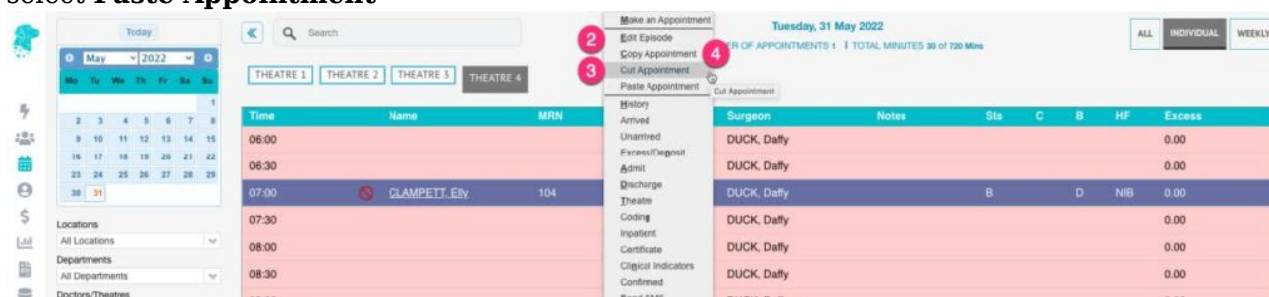 select Paste Appointment
Today
May 2022
Mo Tu We Th Fr Sa Su
1
2 3 4 5 6 7 8
9 10 11 12 13 14 15
16 17 18 19 20 21 22
23 24 25 26 27 28 29
30 31
Locations
All Locations
Departments
All Departments
Doctors/Theatres
Search
THEATRE 1 THEATRE 2 THEATRE 3 THEATRE 4
Tuesday, 31 May 2022
ER OF APPOINTMENTS 1 | TOTAL MINUTES 30 of 720 Mins
ALL INDIVIDUAL WEEKLY
Make an Appointment
2 Edit Episode
Copy Appointment 4
3 Cut Appointment
Paste Appointment
Cut Appointment
History
Arrived
Unarrived
Excess/Deposit
Admit
Discharge
Theatre
Coding
Inpatient
Certificate
Clinical Indicators
Confirmed
Send SMS
Time Name MRN Surgeon Notes Sts C B HF Excess
06:00 DUCK, Daffy 0.00
06:30 DUCK, Daffy 0.00
07:00 CLAMPETT, Elly 104 DUCK, Daffy B D NIB 0.00
07:30 DUCK, Daffy 0.00
08:00 DUCK, Daffy 0.00
08:30 DUCK, Daffy 0.00